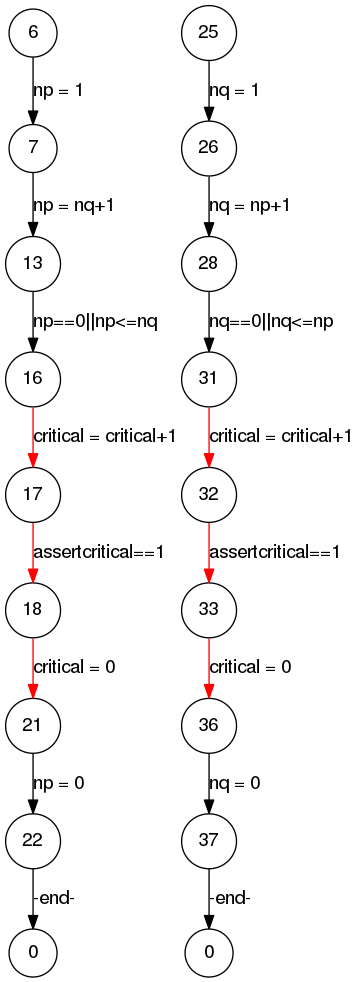 6
np = 1
7
np = nq+1
13
np==0||np<=nq
16
critical = critical+1
17
assertcritical==1
18
critical = 0
21
np = 0
22
-end-
0
25
nq = 1
26
nq = np+1
28
nq==0||nq<=np
31
critical = critical+1
32
assertcritical==1
33
critical = 0
36
nq = 0
37
-end-
0